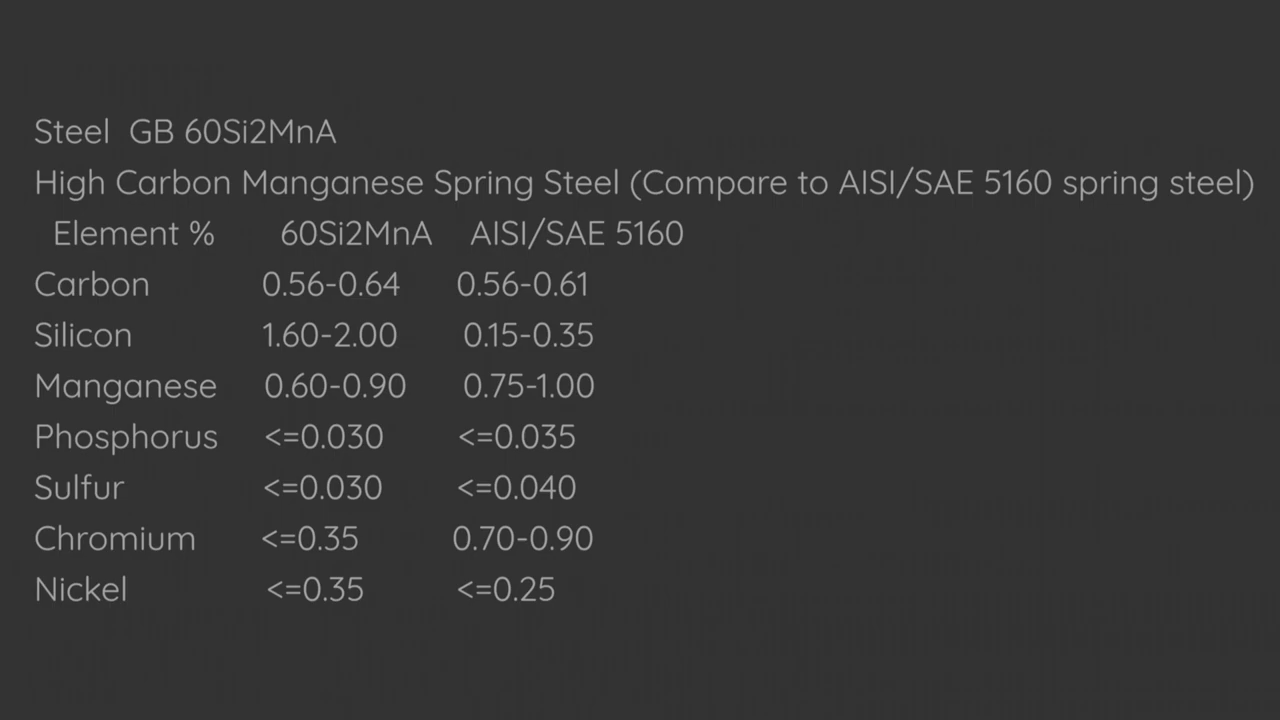 Steel GB 60Si2MnA
High Carbon Manganese Spring Steel (Compare to AISI/SAE 5160 spring steel)
Element % 60Si2MnA AISI/SAE 5160
Carbon 0.56-0.64 0.56-0.61
Silicon 1.60-2.00 0.15-0.35
Manganese 0.60-0.90 0.75-1.00
Phosphorus <=0.030 <=0.035
Sulfur <=0.030 <=0.040
Chromium <=0.35 0.70-0.90
Nickel <=0.35 <=0.25